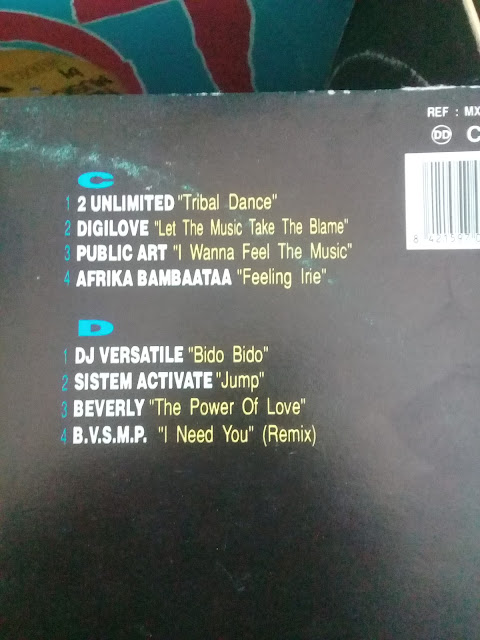 REF : MX
DD C
C
1 2 UNLIMITED "Tribal Dance"
2 DIGILOVE "Let The Music Take The Blame"
3 PUBLIC ART "I Wanna Feel The Music"
4 AFRIKA BAMBAATAA "Feeling Irie"
D
1 DJ VERSATILE "Bido Bido"
2 SISTEM ACTIVATE "Jump"
3 BEVERLY "The Power Of Love"
4 B.V.S.M.P. "I Need You" (Remix)